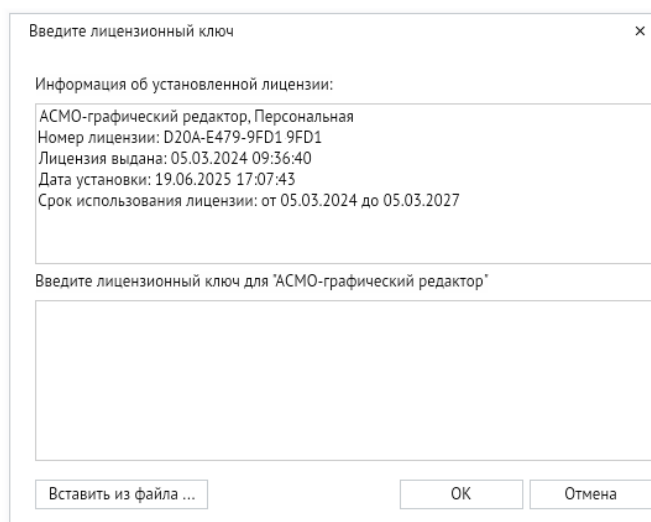 Введите лицензионный ключ ×
Информация об установленной лицензии:
АСМО-графический редактор, Персональная
Номер лицензии: D20A-E479-9FD1 9FD1
Лицензия выдана: 05.03.2024 09:36:40
Дата установки: 19.06.2025 17:07:43
Срок использования лицензии: от 05.03.2024 до 05.03.2027
Введите лицензионный ключ для "АСМО-графический редактор"
Вставить из файла ... ОК Отмена